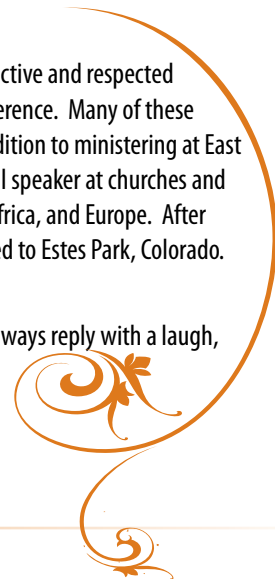 ctive and respected
erence. Many of these
dition to ministering at East
l speaker at churches and
frica, and Europe. After
ed to Estes Park, Colorado.
ways reply with a laugh,